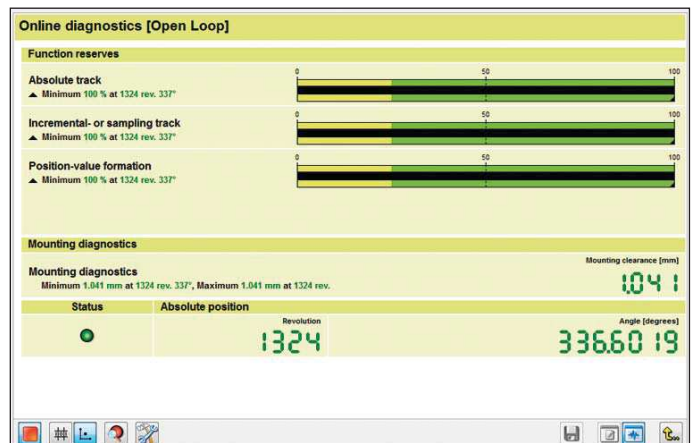 Online diagnostics [Open Loop]
Function reserves
Absolute track
0 50 100
Minimum 100 % at 1324 rev. 337°
Incremental- or sampling track
0 50 100
Minimum 100 % at 1324 rev. 337°
Position-value formation
0 50 100
Minimum 100 % at 1324 rev. 337°
Mounting diagnostics
Mounting clearance [mm]
Mounting diagnostics
1.041
Minimum 1.041 mm at 1324 rev. 337°, Maximum 1.041 mm at 1324 rev.
Status Absolute position
Revolution Angle [degrees]
1324 336.6019